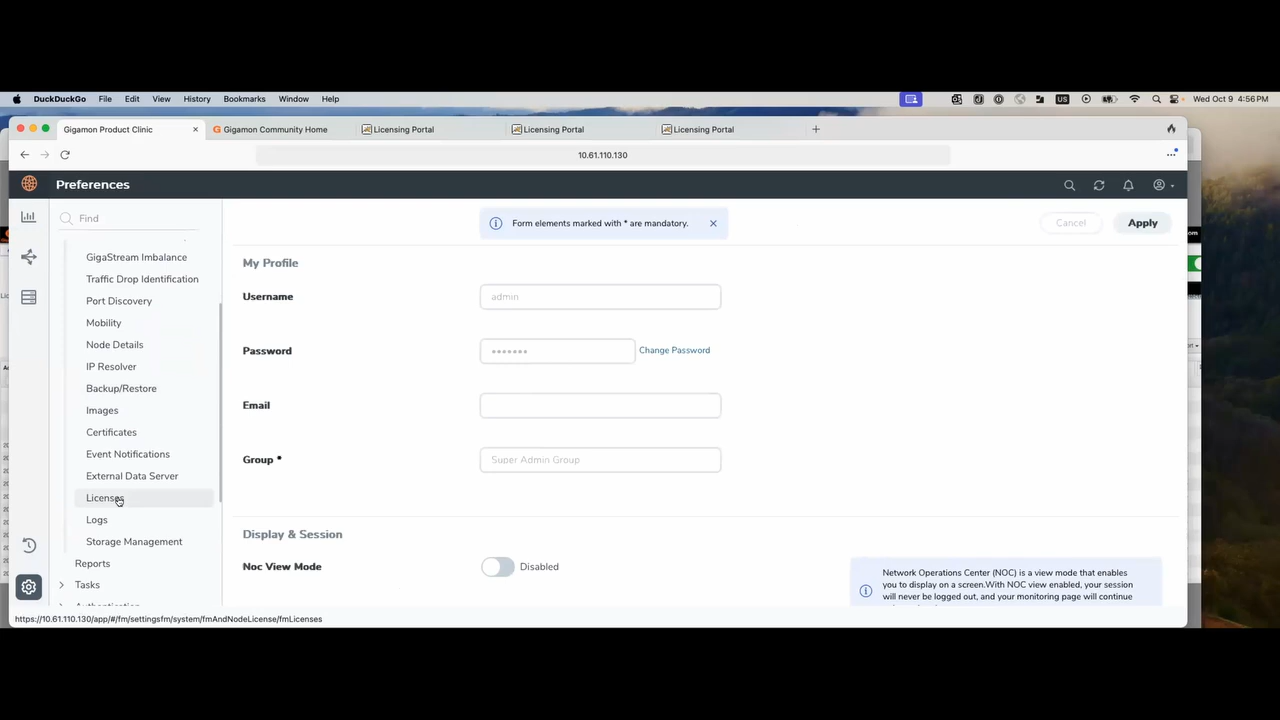 DuckDuckGo File Edit View History Bookmarks Window Help US Wed Oct 9 4:56 PM
Gigamon Product Clinic Gigamon Community Home Licensing Portal Licensing Portal Licensing Portal
10.61.110.130
Preferences
Find
GigaStream Imbalance
Traffic Drop Identification
Port Discovery
Mobility
Node Details
IP Resolver
Backup/Restore
Images
Certificates
Event Notifications
External Data Server
Licenses
Logs
Storage Management
Reports
Tasks
Form elements marked with * are mandatory.
Cancel Apply
My Profile
Username admin
Password ••••••• Change Password
Email
Group * Super Admin Group
Display & Session
Noc View Mode Disabled
Network Operations Center (NOC) is a view mode that enables
you to display on a screen.With NOC view enabled, your session
will never be logged out, and your monitoring page will continue
https://10.61.110.130/app/#/fm/settingsfm/system/fmAndNodeLicense/fmLicenses